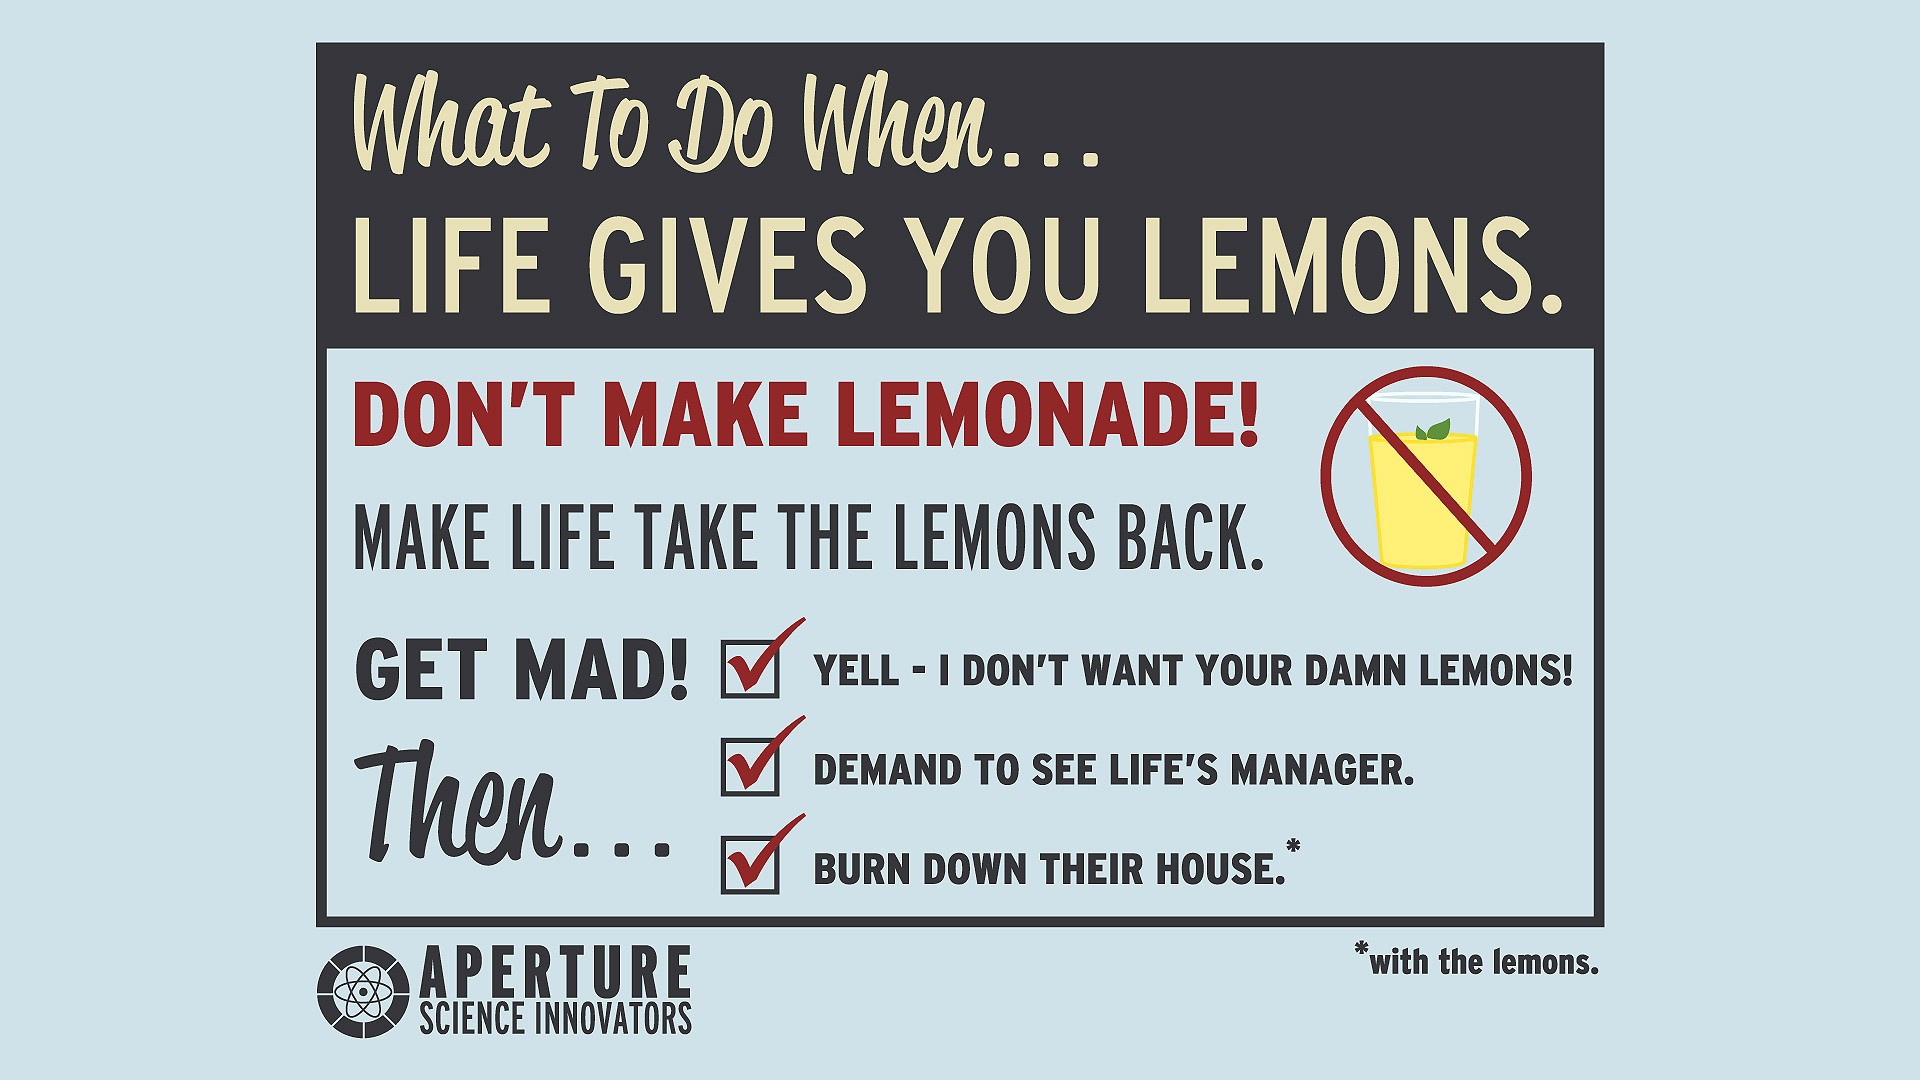 What To Do When...
LIFE GIVES YOU LEMONS.
DON'T MAKE LEMONADE!
MAKE LIFE TAKE THE LEMONS BACK.
GET MAD!
YELL - I DON'T WANT YOUR DAMN LEMONS!
Then...
DEMAND TO SEE LIFE'S MANAGER.
BURN DOWN THEIR HOUSE.*
*with the lemons.
APERTURE
SCIENCE INNOVATORS